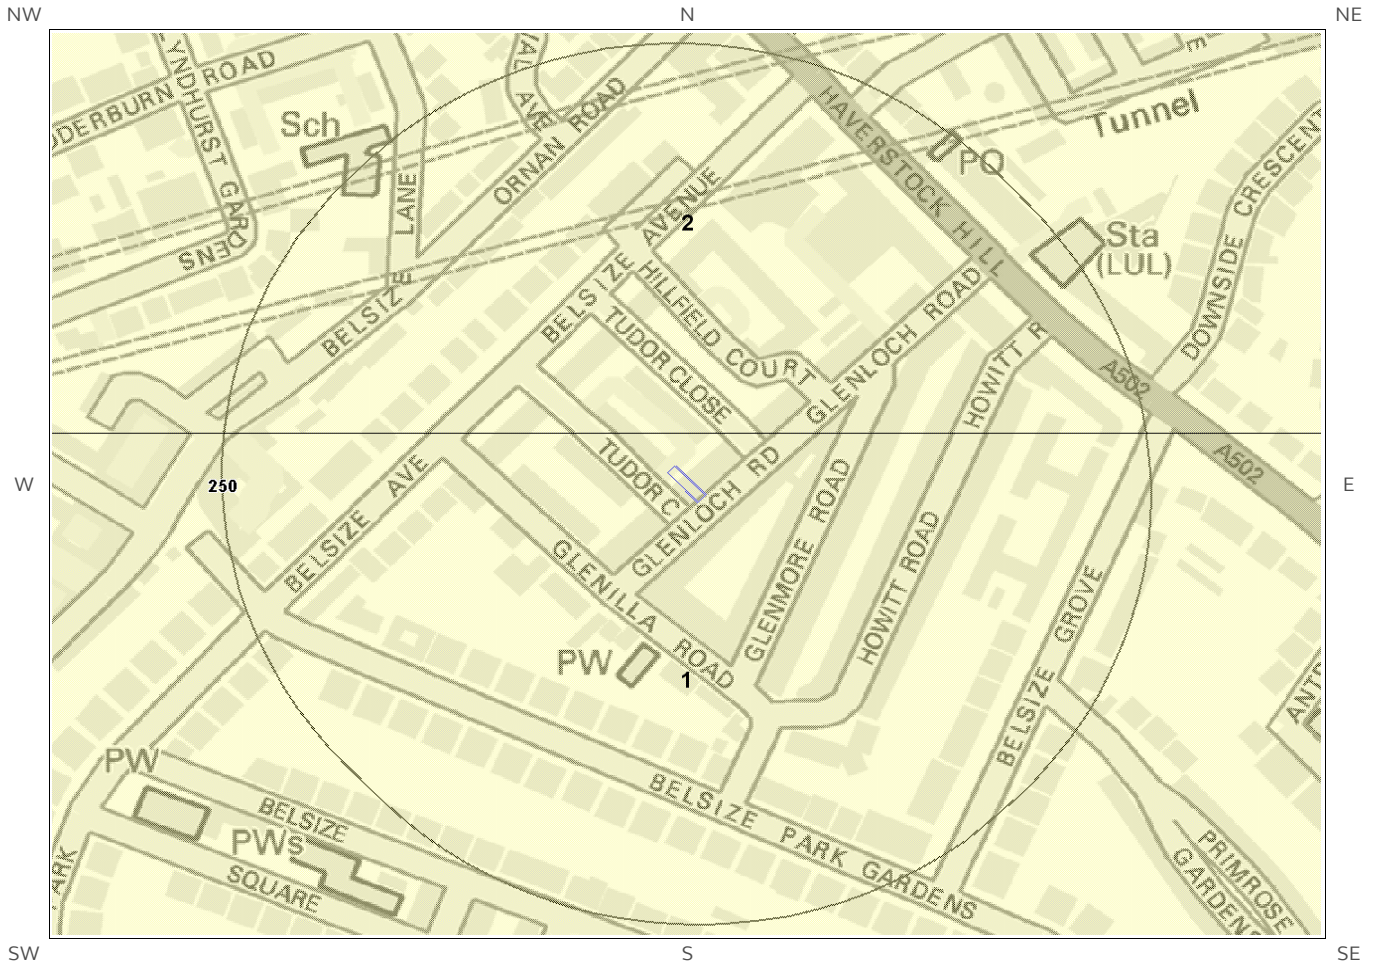 NW
N
NE
LYNDHURST GARDENS
ROAD
Sch
LANE
ORNAN ROAD
AVE
HAVERSTOCK HILL
PO
Tunnel
Sta
(LUL)
DOWNSIDE CRESCENT
AVENUE
2
BELSIZE
BELSIZE
HILLFIELD COURT
TUDOR CLOSE
GLENLOCH ROAD
HOWITT R
A502
A502
W
250
E
BELSIZE AVE
TUDOR C
GLENLOCH RD
GLENILLA ROAD
GLENMORE ROAD
HOWITT ROAD
BELSIZE GROVE
PW
1
BELSIZE PARK GARDENS
PW
BELSIZE
PWs
SQUARE
ARK
PRIMROSE
GARDENS
SW
S
SE